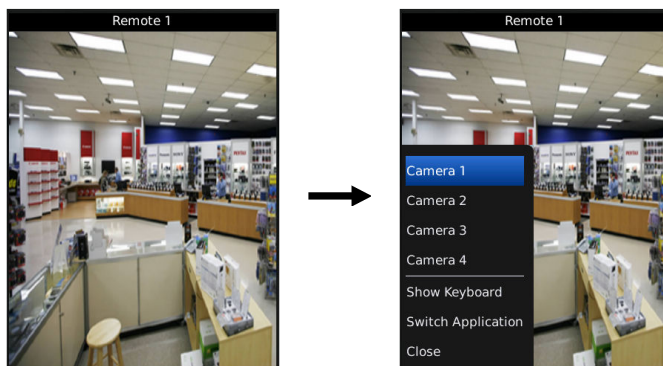 Remote 1
Remote 1
Camera 1
Camera 2
Camera 3
Camera 4
Show Keyboard
Switch Application
Close